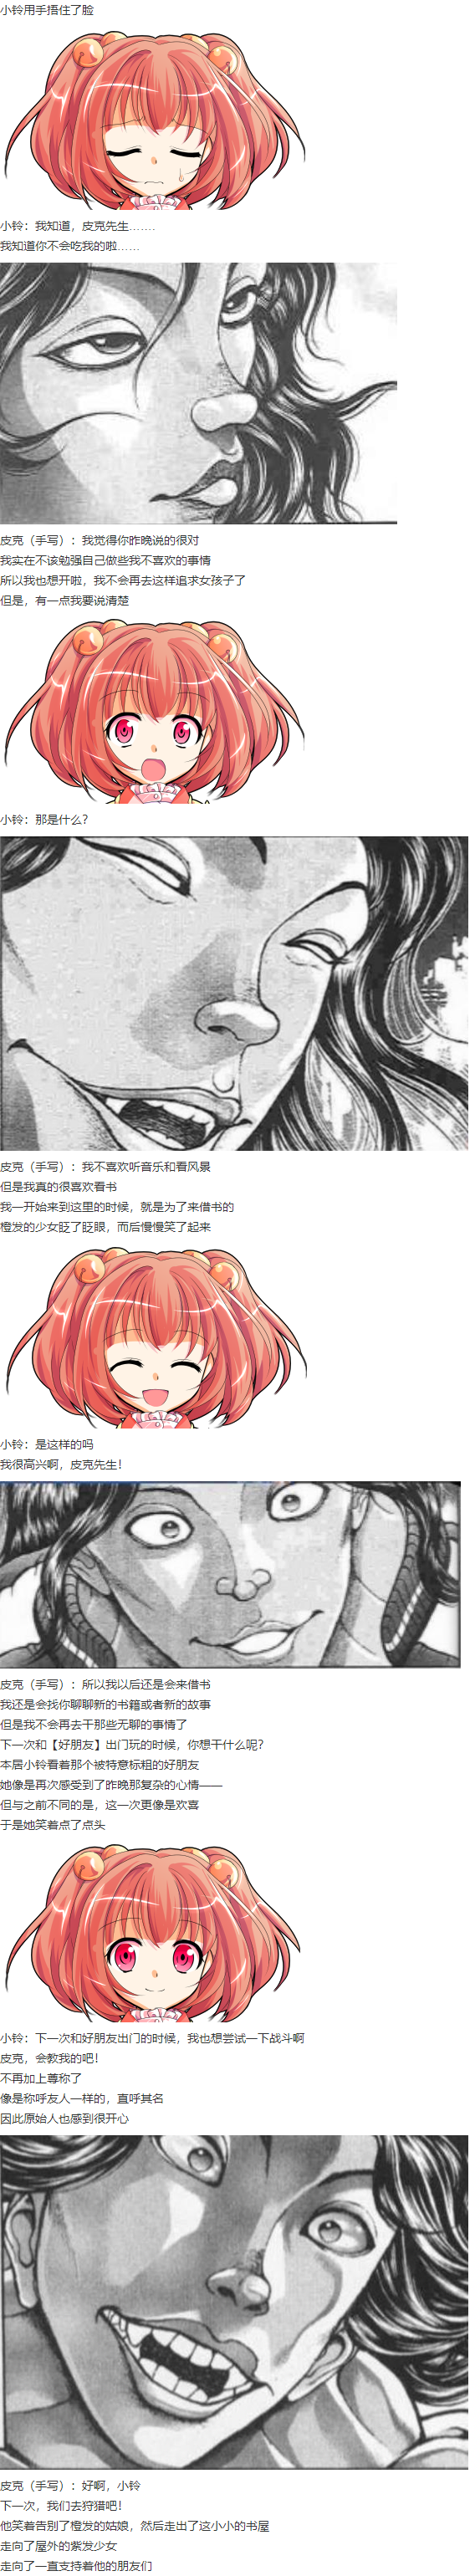 小铃用手捂住了脸
小铃：我知道，皮克先生.......
我知道你不会吃我的啦......
皮克（手写）：我觉得你昨晚说的很对
我实在不该勉强自己做些我不喜欢的事情
所以我也想开啦，我不会再去这样追求女孩子了
但是，有一点我要说清楚
小铃：那是什么？
皮克（手写）：我不喜欢听音乐和看风景
但是我真的很喜欢看书
我一开始来到这里的时候，就是为了来借书的
橙发的少女眨了眨眼，而后慢慢笑了起来
小铃：是这样的吗
我很高兴啊，皮克先生！
皮克（手写）：所以我以后还是会来借书
我还是会找你聊聊新的书籍或者新的故事
但是我不会再去干那些无聊的事情了
下一次和【好朋友】出门玩的时候，你想干什么呢？
本居小铃看着那个被特意标粗的好朋友
她像是再次感受到了昨晚那复杂的心情——
但与之前不同的是，这一次更像是欢喜
于是她笑着点了点头
小铃：下一次和好朋友出门的时候，我也想尝试一下战斗啊
皮克，会教我的吧！
不再加上尊称了
像是称呼友人一样的，直呼其名
因此原始人也感到很开心
皮克（手写）：好啊，小铃
下一次，我们去狩猎吧！
他笑着告别了橙发的姑娘，然后走出了这小小的书屋
走向了屋外的紫发少女
走向了一直支持着他的朋友们